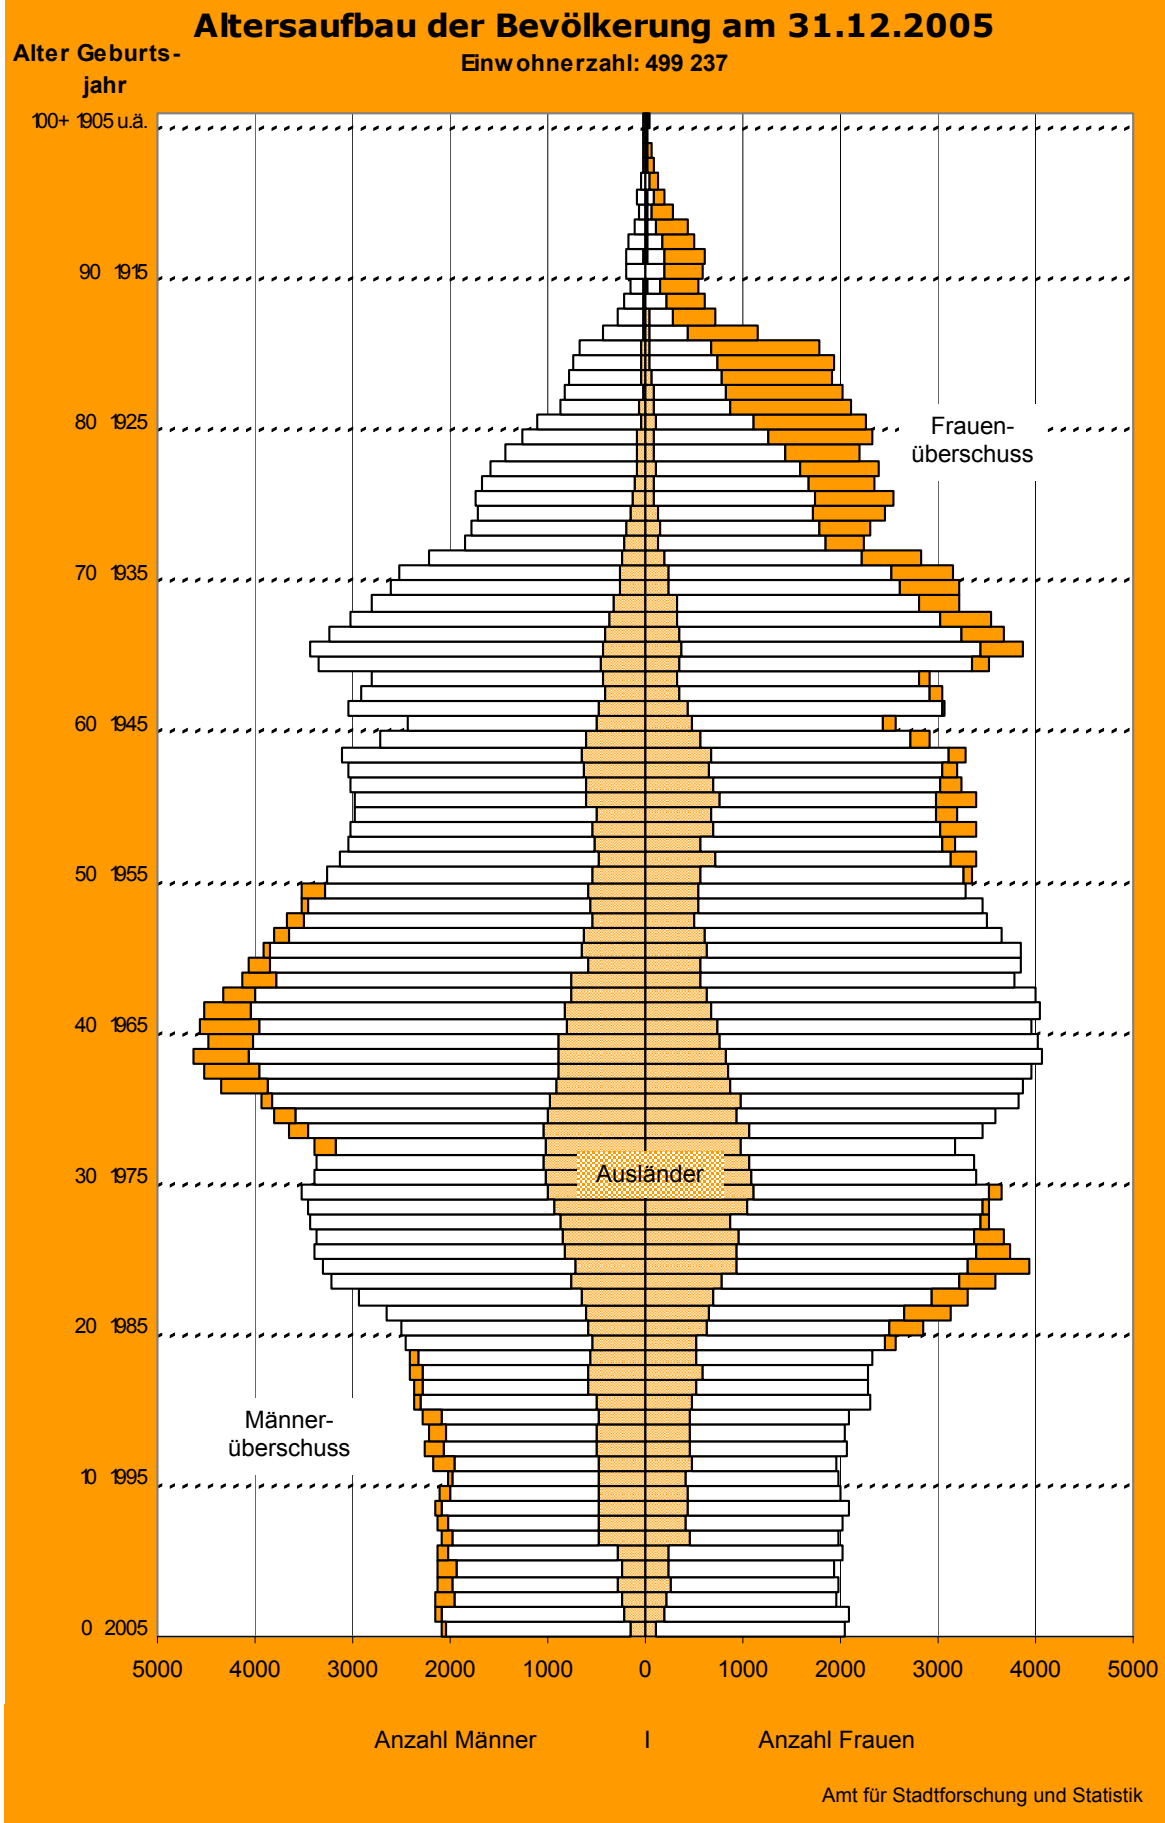 Altersaufbau der Bevölkerung am 31.12.2005
Einwohnerzahl: 499 237
Alter Geburts-
jahr
100+ 1905 u.ä.
90 1915
80 1925
Frauen-
überschuss
70 1935
60 1945
50 1955
40 1965
30 1975
Ausländer
20 1985
Männer-
überschuss
10 1995
0 2005
5000 4000 3000 2000 1000 0 1000 2000 3000 4000 5000
Anzahl Männer I Anzahl Frauen
Amt für Stadtforschung und Statistik